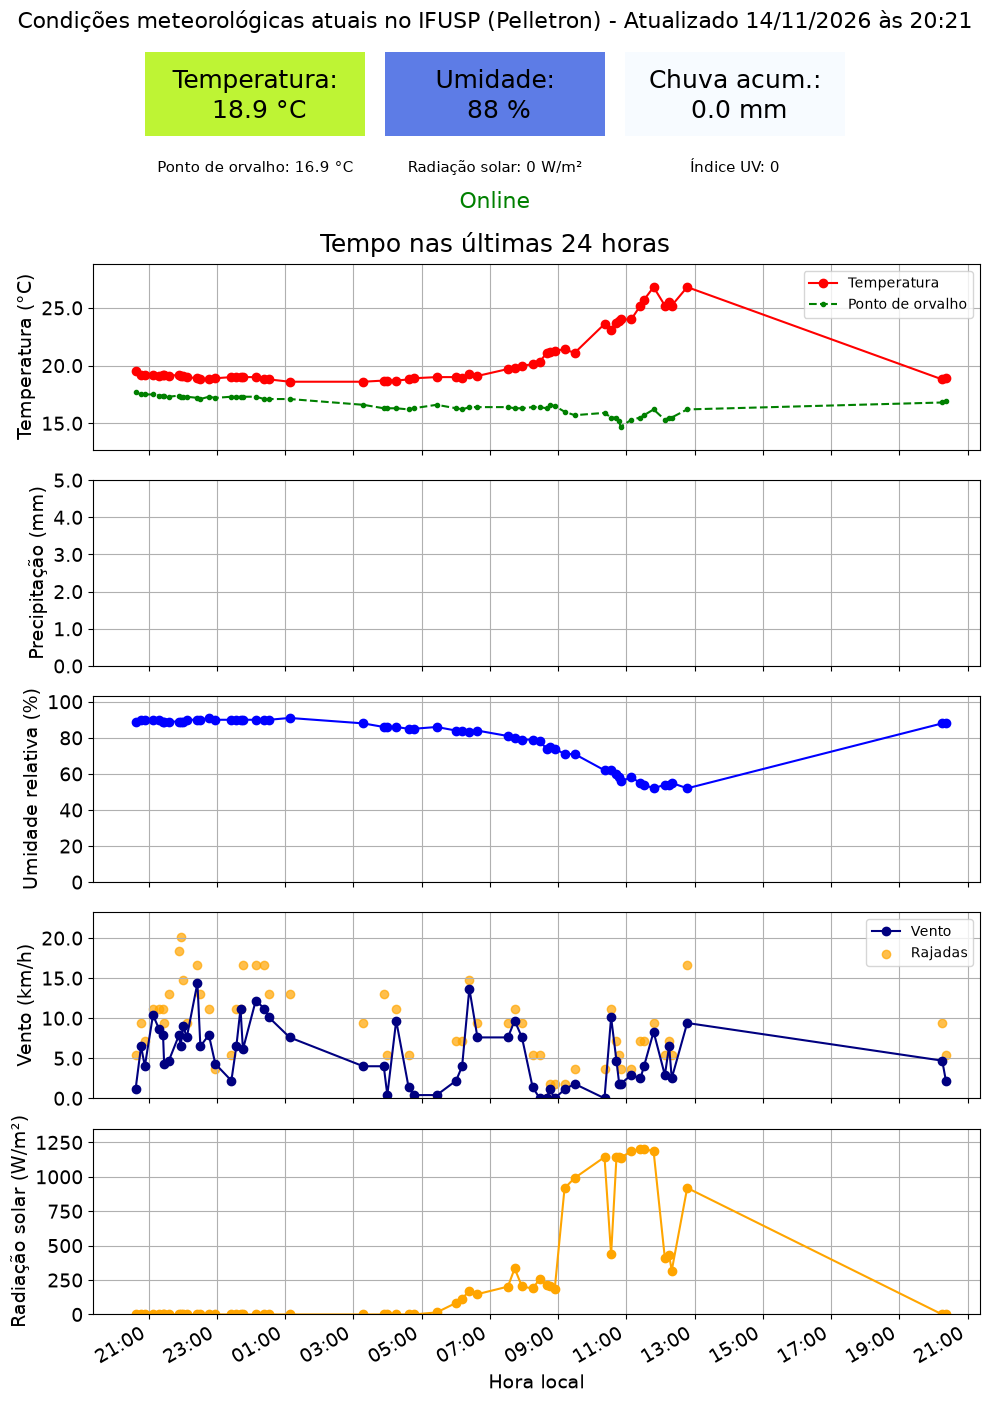 Condições meteorológicas atuais no IFUSP (Pelletron) - Atualizado 14/11/2026 às 20:21
Temperatura:
18.9 °C
Umidade:
88 %
Chuva acum.:
0.0 mm
Ponto de orvalho: 16.9 °C
Radiação solar: 0 W/m²
Índice UV: 0
Online
Tempo nas últimas 24 horas
Temperatura (°C)
25.0
20.0
15.0
Temperatura
Ponto de orvalho
Precipitação (mm)
5.0
4.0
3.0
2.0
1.0
0.0
Umidade relativa (%)
100
80
60
40
20
0
Vento (km/h)
20.0
15.0
10.0
5.0
0.0
Vento
Rajadas
Radiação solar (W/m²)
1250
1000
750
500
250
0
21:00
23:00
01:00
03:00
05:00
07:00
09:00
11:00
13:00
15:00
17:00
19:00
21:00
Hora local